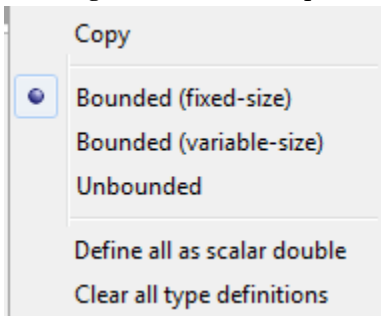 Copy
Bounded (fixed-size)
Bounded (variable-size)
Unbounded
Define all as scalar double
Clear all type definitions